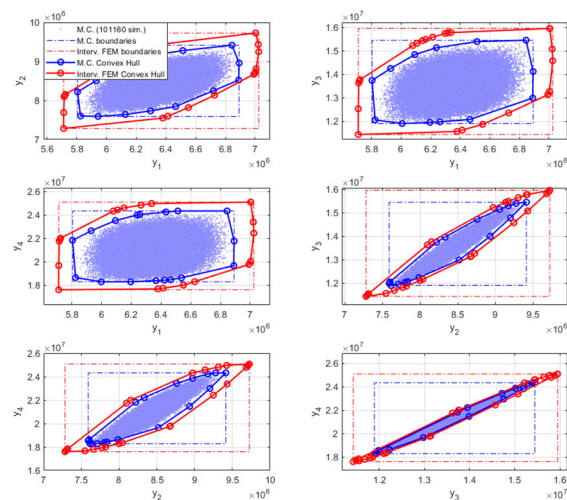 ×10⁶
10
9
8
7
6
y₂
M.C. (101160 sim.)
M.C. boundaries
Interv. FEM boundaries
M.C. Convex Hull
Interv. FEM Convex Hull
5.6 5.8 6 6.2 6.4 6.6 6.8 7
y₁ ×10⁶
×10⁷
1.6
1.5
1.4
1.3
1.2
y₃
5.8 6 6.2 6.4 6.6 6.8 7
y₁ ×10⁶
×10⁷
2.6
2.4
2.2
2
1.8
y₄
5.8 6 6.2 6.4 6.6 6.8 7
y₁ ×10⁶
×10⁷
1.6
1.5
1.4
1.3
1.2
y₃
7 7.5 8 8.5 9 9.5
y₂ ×10⁶
×10⁷
2.6
2.4
2.2
2
1.8
1.6
y₄
7 7.5 8 8.5 9 9.5 10
y₂ ×10⁶
×10⁷
2.6
2.4
2.2
2
1.8
y₄
1.2 1.3 1.4 1.5 1.6
y₃ ×10⁷